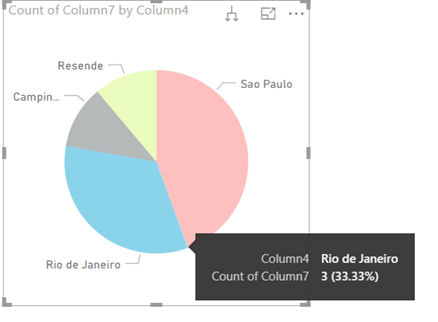 Count of Column7 by Column4
Resende
Sao Paulo
Campin...
Rio de Janeiro
Column4 Rio de Janeiro
Count of Column7 3 (33.33%)